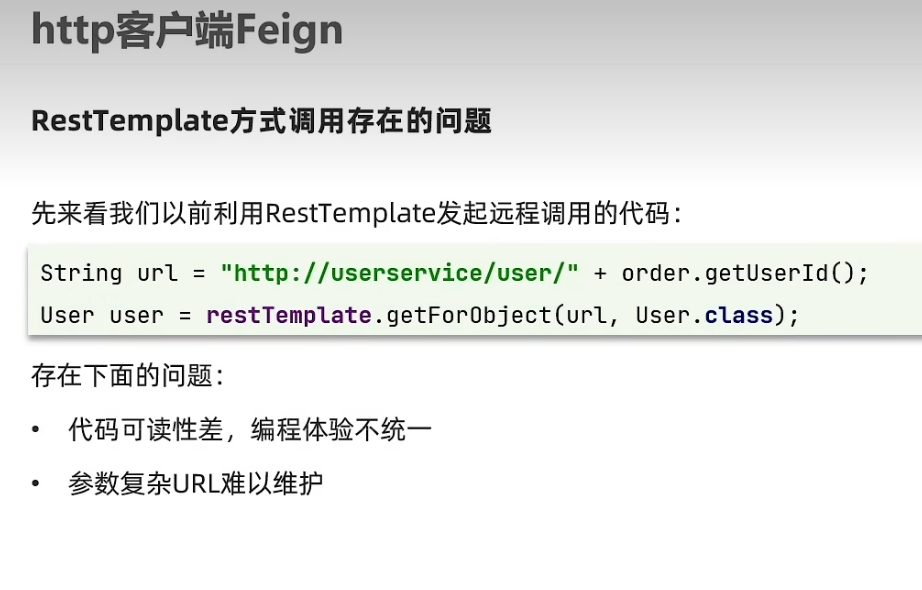 http客户端Feign
RestTemplate方式调用存在的问题
先来看我们以前利用RestTemplate发起远程调用的代码：
String url = "http://userservice/user/" + order.getUserId();
User user = restTemplate.getForObject(url, User.class);
存在下面的问题：
• 代码可读性差，编程体验不统一
• 参数复杂URL难以维护